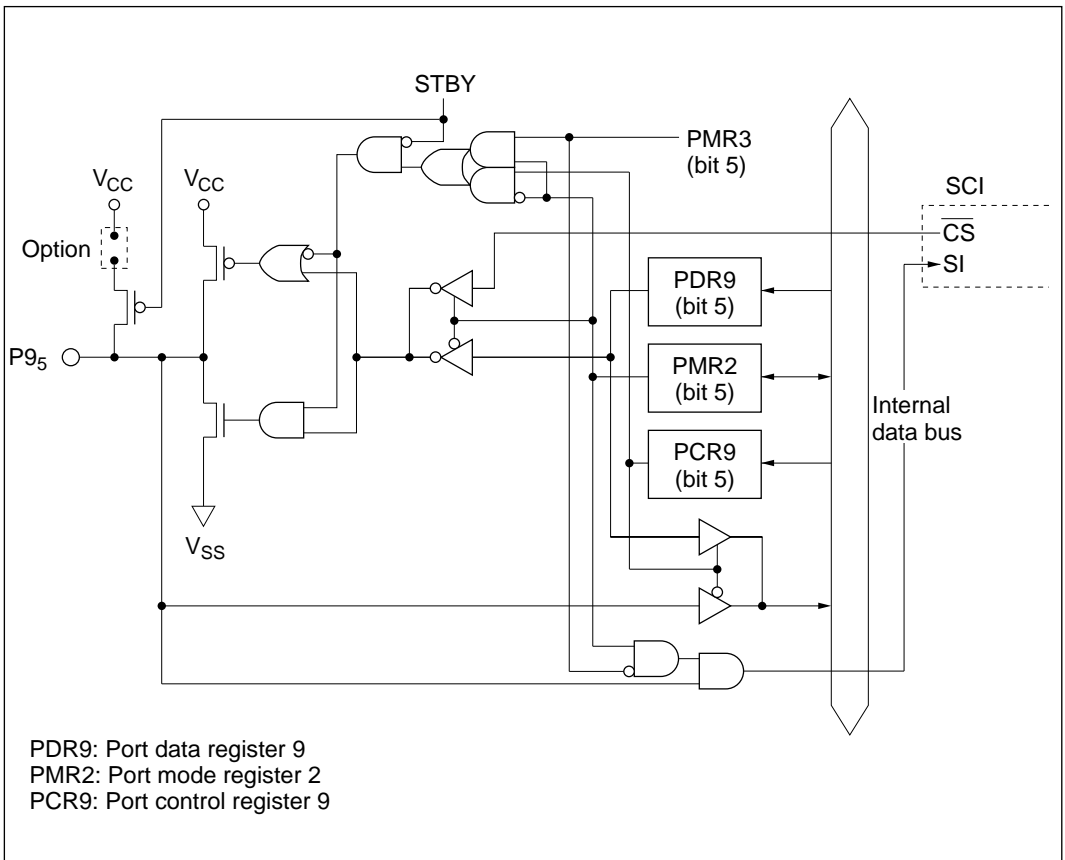 STBY
PMR3
(bit 5)
VCC
VCC
SCI
Option
CS
SI
PDR9
(bit 5)
P95
PMR2
(bit 5)
Internal
data bus
PCR9
(bit 5)
VSS
PDR9: Port data register 9
PMR2: Port mode register 2
PCR9: Port control register 9